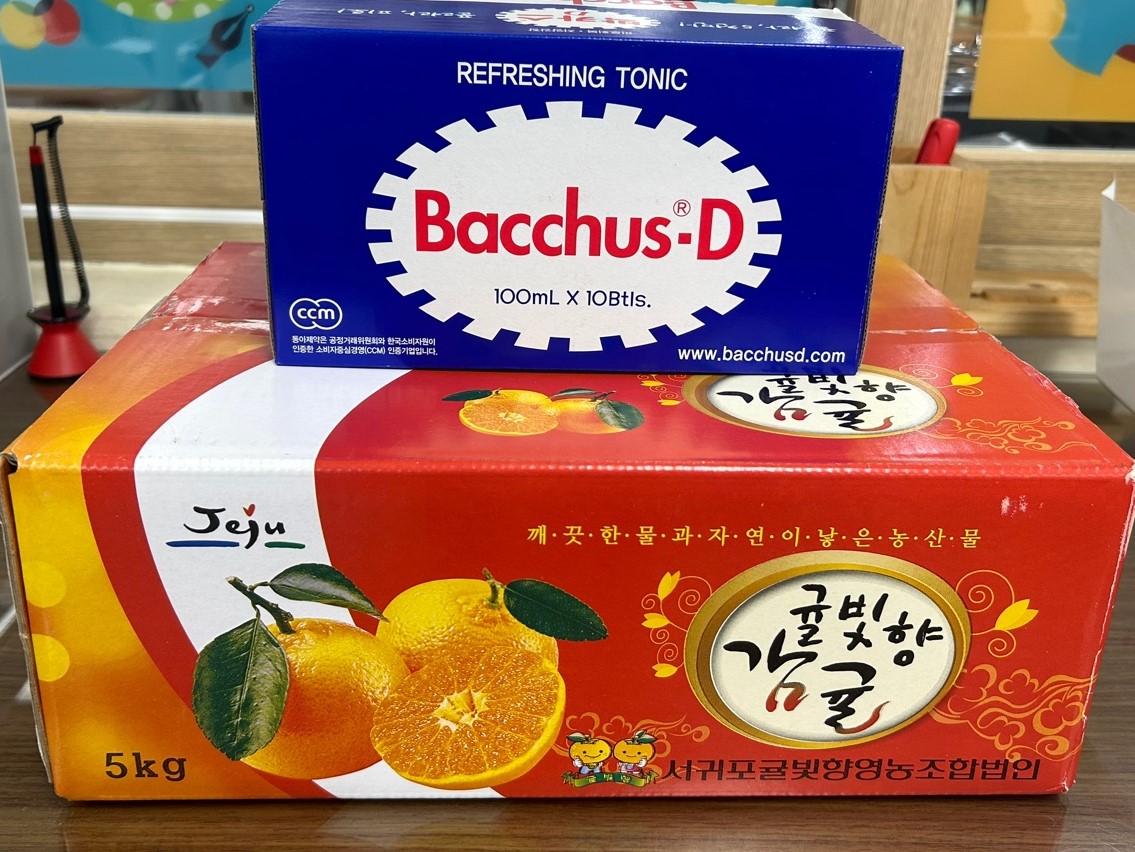 Bacch
박카스
REFRESHING TONIC
Bacchus®-D
100mL X 10Btls.
ccm
동아제약은 공정거래위원회와 한국소비자원이
인증한 소비자중심경영(CCM) 인증기업입니다.
www.bacchusd.com
귤빛향
감귤
Jeju
깨·끗·한·물·과·자·연·이·낳·은·농·산·물
귤빛향
감귤
5kg
서귀포귤빛향영농조합법인